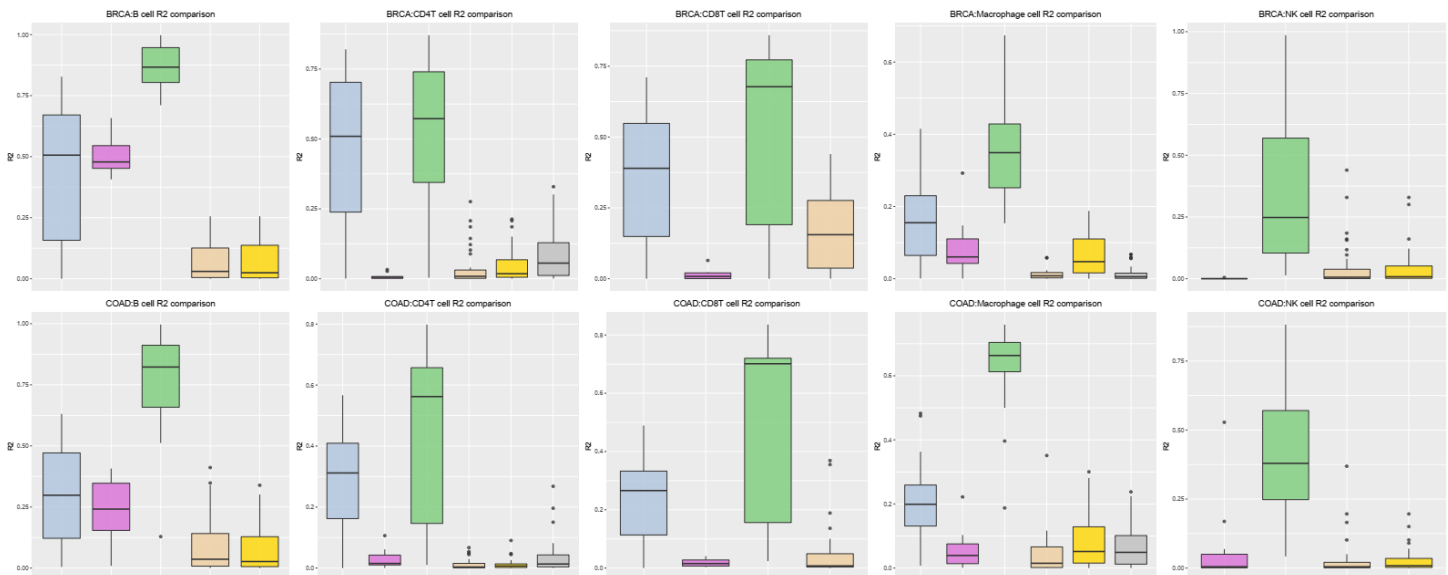 BRCA:B cell R2 comparison
1.00
0.75
0.50
0.25
0.00
R2
BRCA:CD4T cell R2 comparison
0.75
0.50
0.25
0.00
R2
BRCA:CD8T cell R2 comparison
0.75
0.50
0.25
0.00
R2
BRCA:Macrophage cell R2 comparison
0.6
0.4
0.2
0.0
R2
BRCA:NK cell R2 comparison
1.00
0.75
0.50
0.25
0.00
R2
COAD:B cell R2 comparison
1.00
0.75
0.50
0.25
0.00
R2
COAD:CD4T cell R2 comparison
0.8
0.6
0.4
0.2
0.0
R2
COAD:CD8T cell R2 comparison
0.8
0.6
0.4
0.2
0.0
R2
COAD:Macrophage cell R2 comparison
0.6
0.4
0.2
0.0
R2
COAD:NK cell R2 comparison
0.75
0.50
0.25
0.00
R2